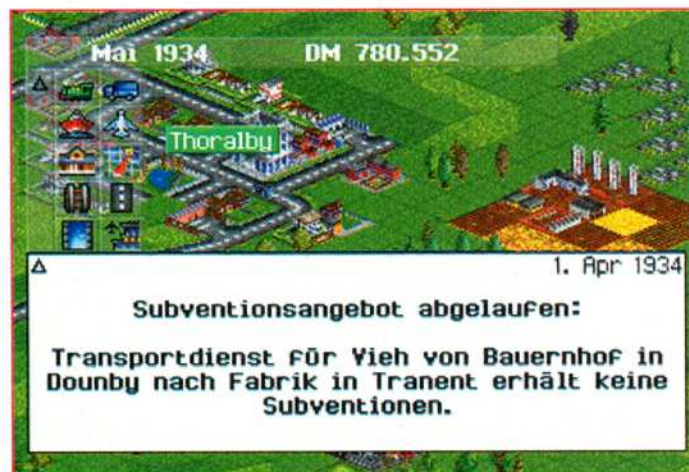 Mai 1934 DM 780.552
Thoralby
1. Apr 1934
Subventionsangebot abgelaufen:
Transportdienst für Vieh von Bauernhof in
Dounby nach Fabrik in Tranent erhält keine
Subventionen.